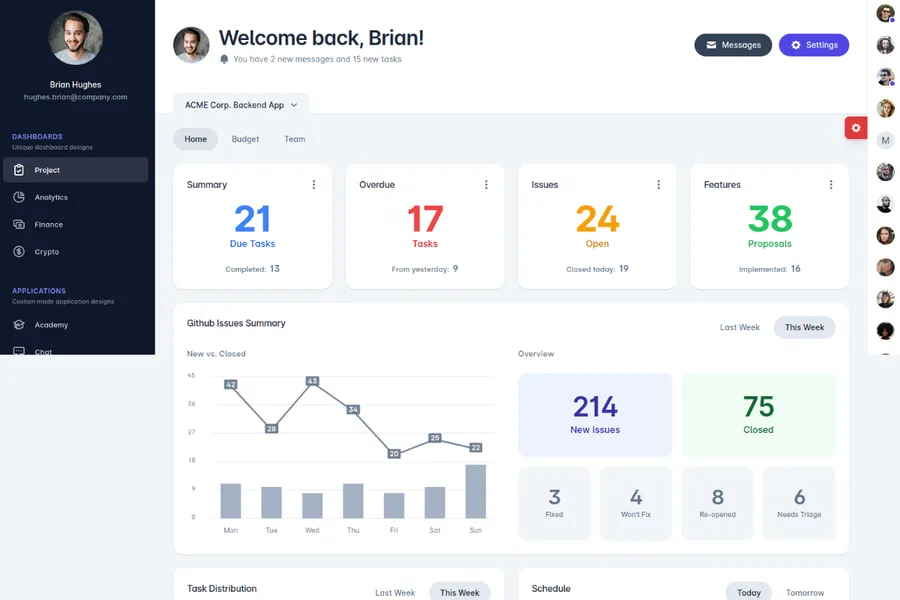 Brian Hughes
hughes.brian@company.com
DASHBOARDS
Unique dashboard designs
Project
Analytics
Finance
Crypto
APPLICATIONS
Custom made application designs
Academy
Chat
Welcome back, Brian!
You have 2 new messages and 15 new tasks
Messages
Settings
ACME Corp. Backend App
Home
Budget
Team
M
Summary
21
Due Tasks
Completed: 13
Overdue
17
Tasks
From yesterday: 9
Issues
24
Open
Closed today: 19
Features
38
Proposals
Implemented: 16
Github Issues Summary
Last Week
This Week
New vs. Closed
45
36
27
18
9
0
42
28
43
34
20
25
22
Mon
Tue
Wed
Thu
Fri
Sat
Sun
Overview
214
New Issues
75
Closed
3
Fixed
4
Won't Fix
8
Re-opened
6
Needs Triage
Task Distribution
Last Week
This Week
Schedule
Today
Tomorrow